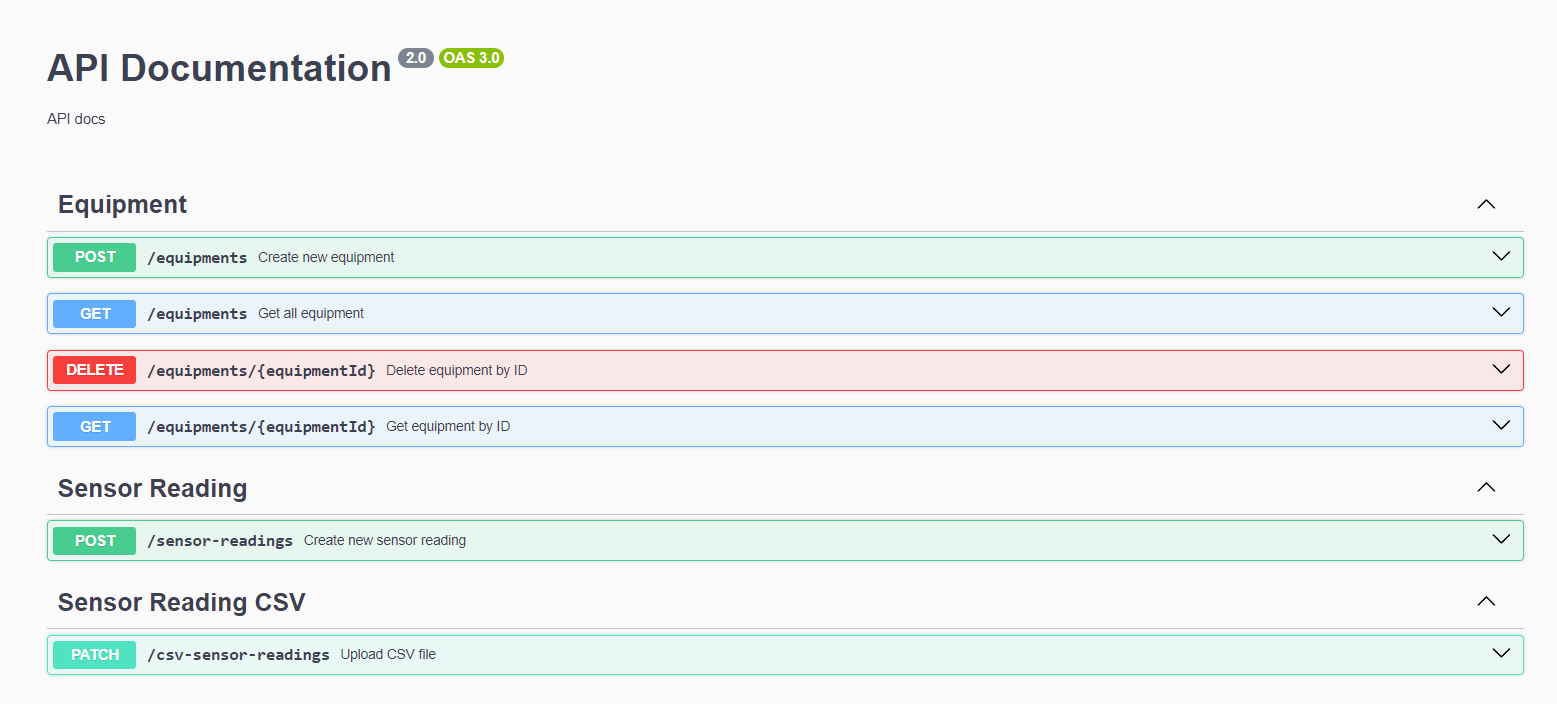 API Documentation 2.0 OAS 3.0
API docs
Equipment
POST /equipments Create new equipment
GET /equipments Get all equipment
DELETE /equipments/{equipmentId} Delete equipment by ID
GET /equipments/{equipmentId} Get equipment by ID
Sensor Reading
POST /sensor-readings Create new sensor reading
Sensor Reading CSV
PATCH /csv-sensor-readings Upload CSV file